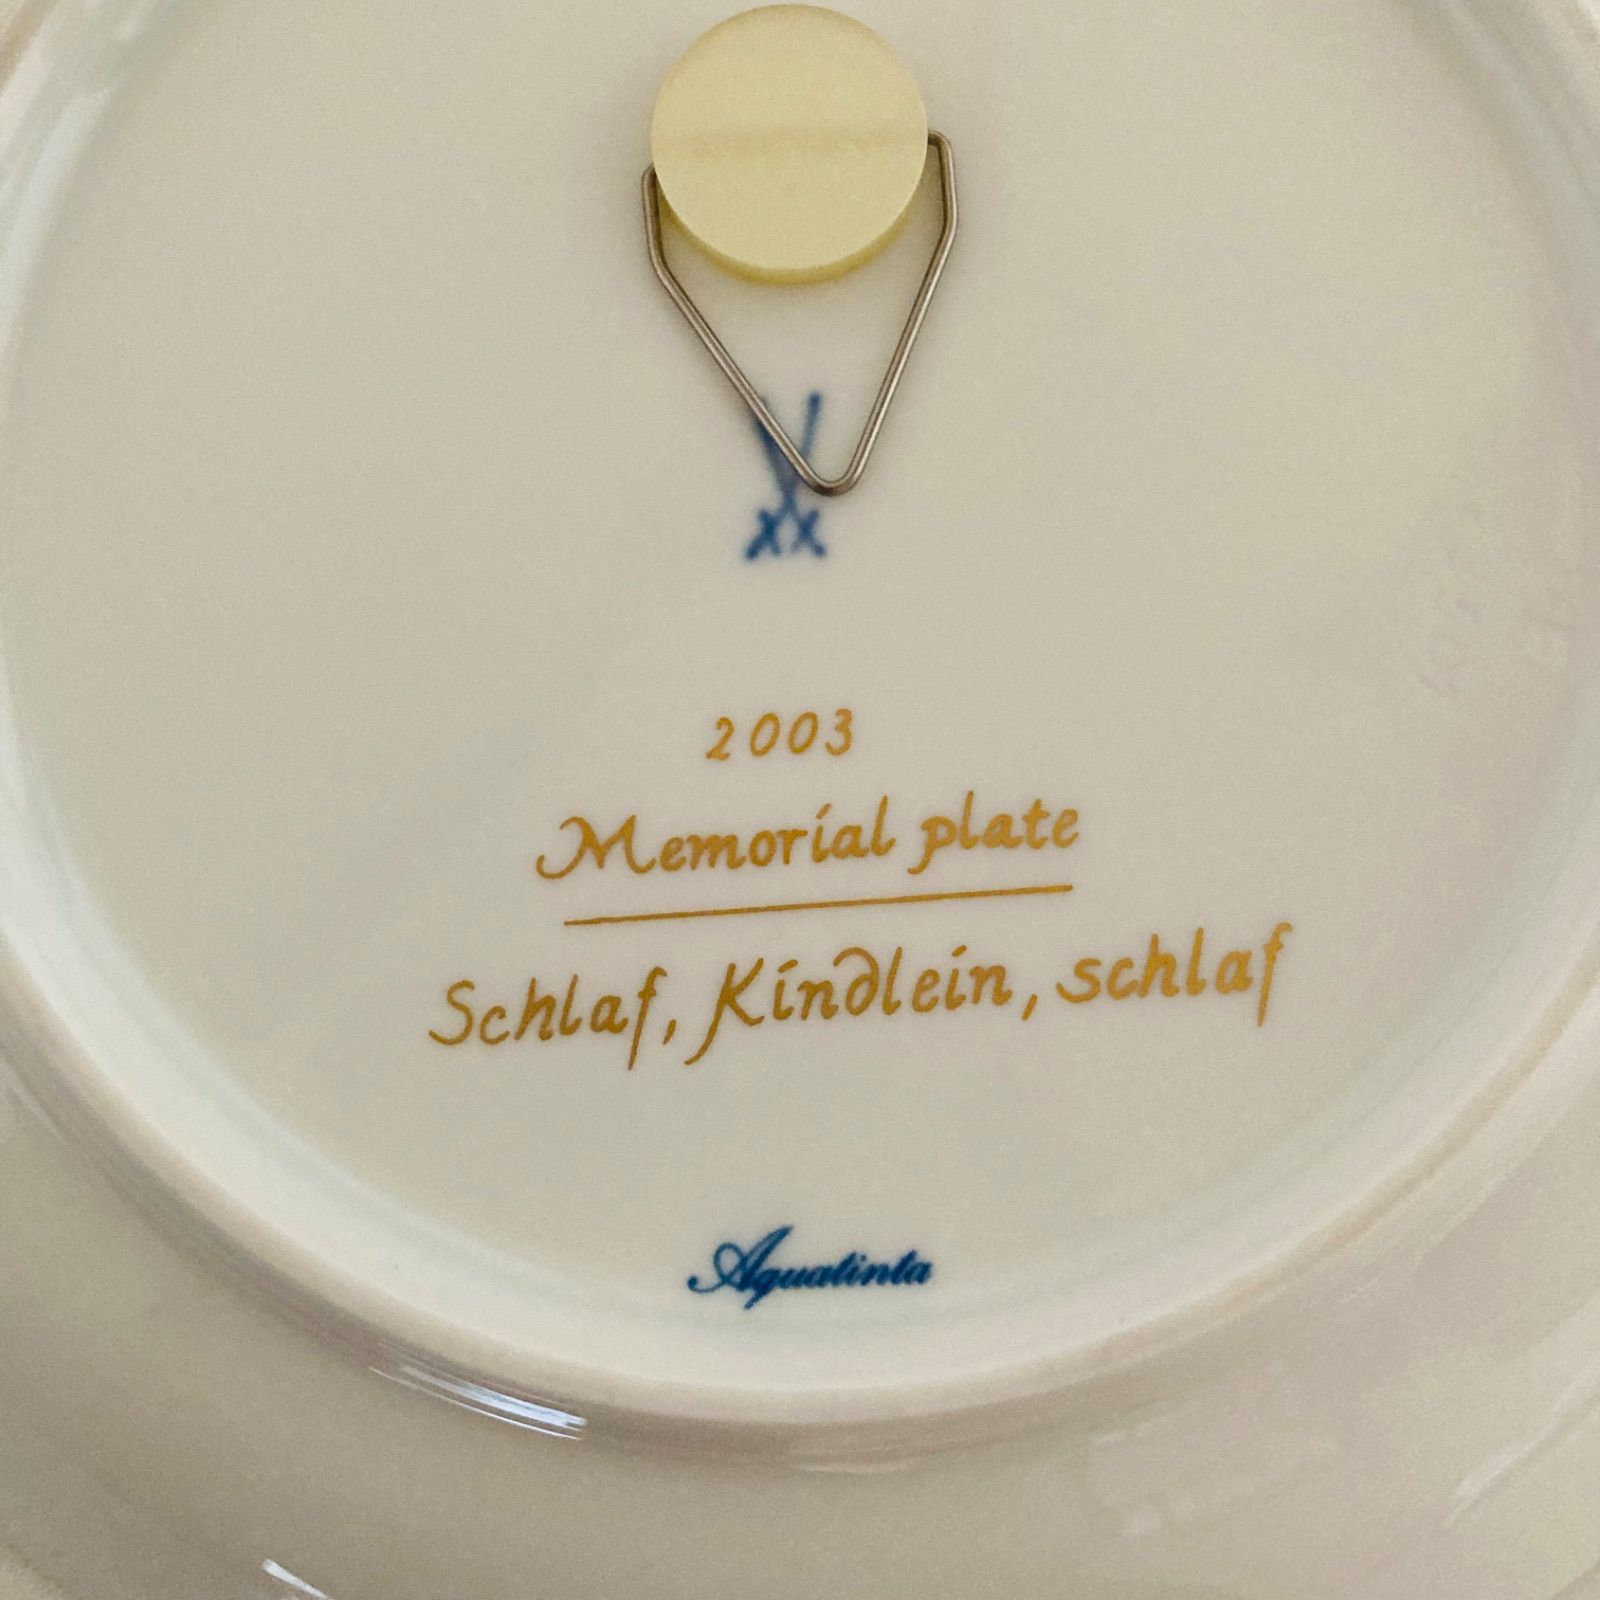 2003
Memorial plate
Schlaf, Kindlein, schlaf
Aquatinta